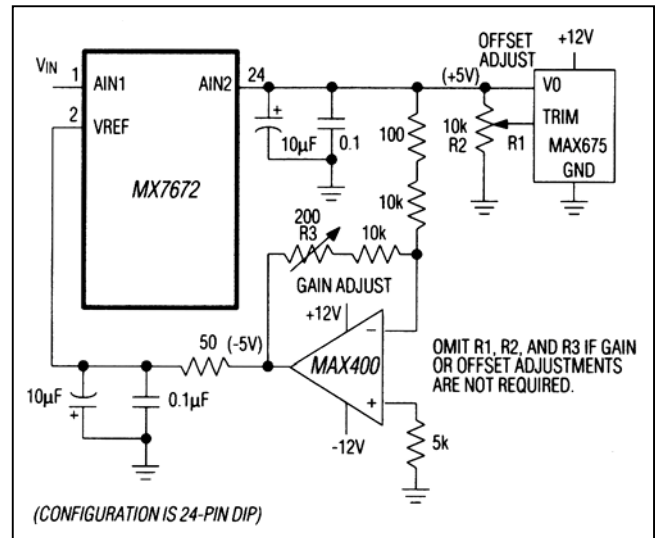 OFFSET
ADJUST
+12V
VIN
1
AIN1
AIN2
24
(+5V)
V0
2
VREF
+
10µF
0.1
100
10k
R2
R1
TRIM
MAX675
GND
MX7672
10k
200
R3
10k
GAIN ADJUST
+12V
−
50
(-5V)
MAX400
OMIT R1, R2, AND R3 IF GAIN
OR OFFSET ADJUSTMENTS
ARE NOT REQUIRED.
10µF
+
0.1µF
+
-12V
5k
(CONFIGURATION IS 24-PIN DIP)